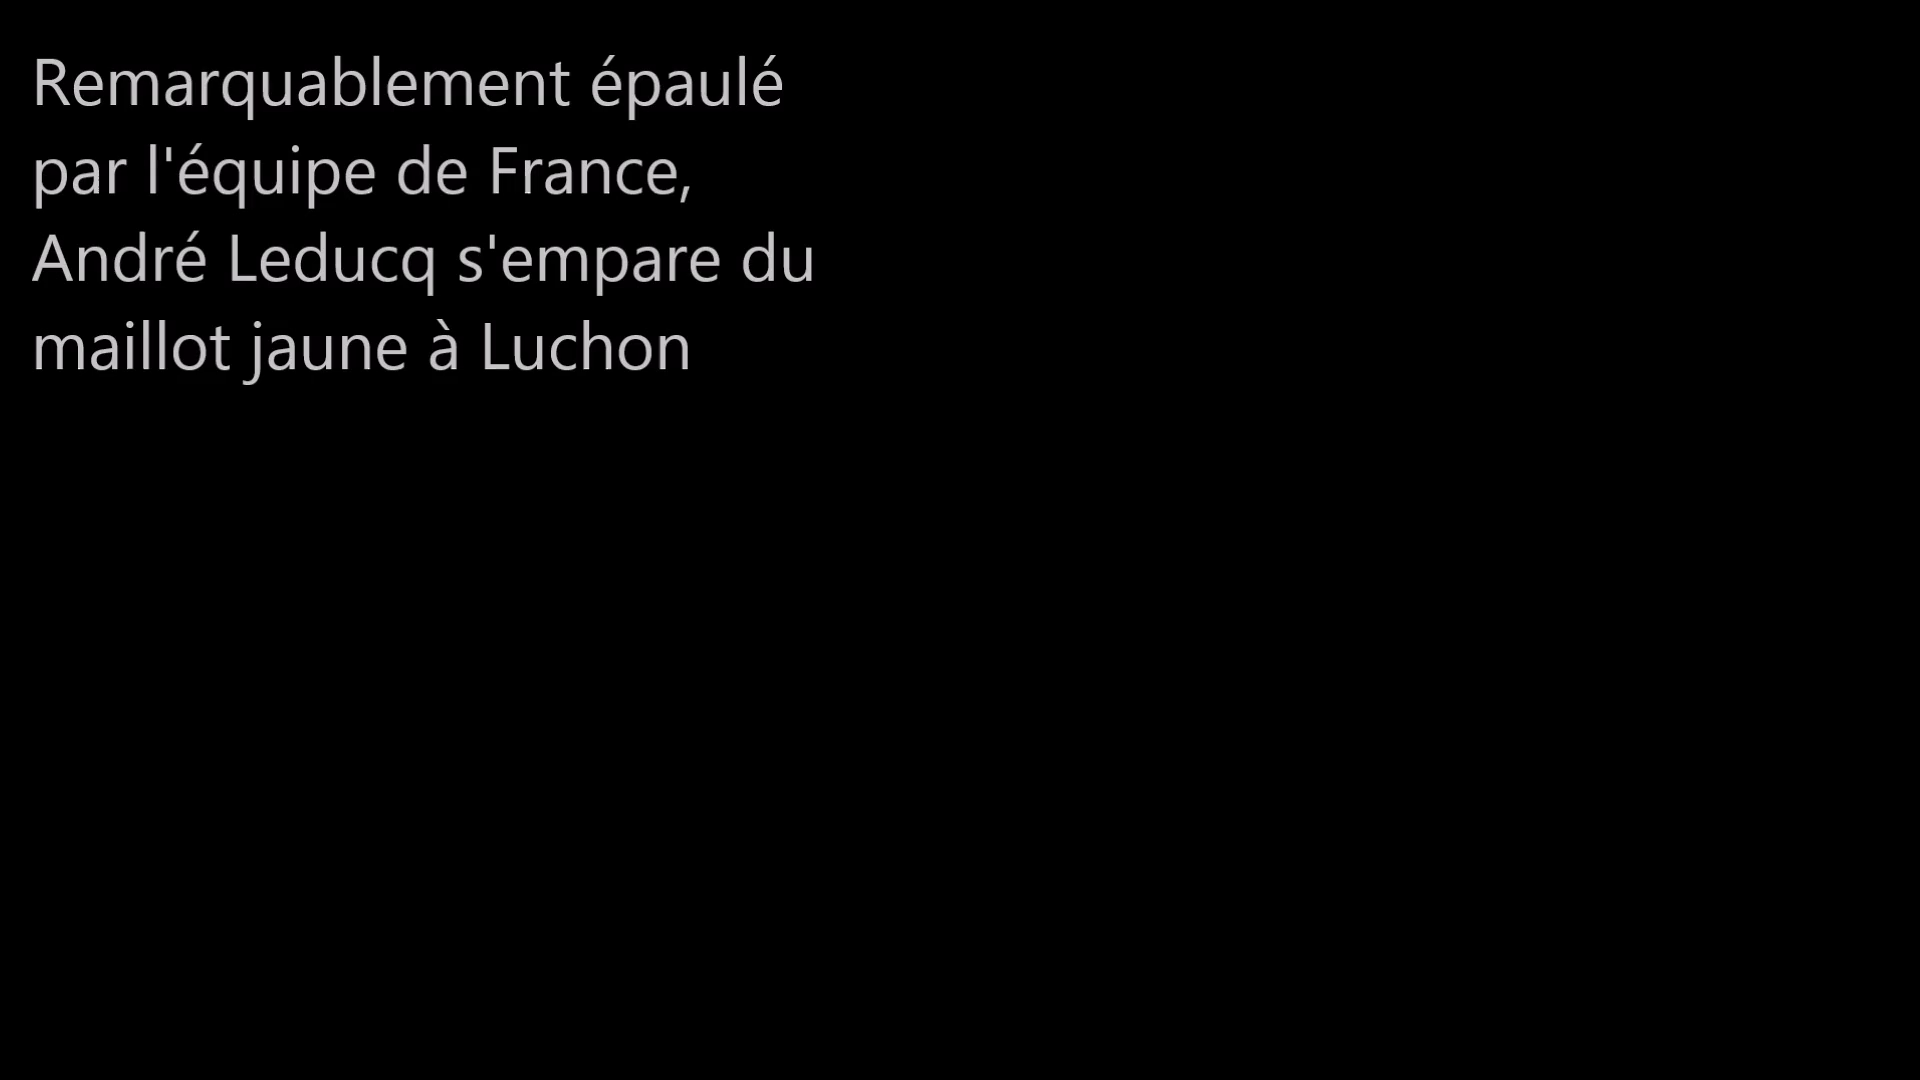 Remarquablement épaulé
par l'équipe de France,
André Leducq s'empare du
maillot jaune à Luchon